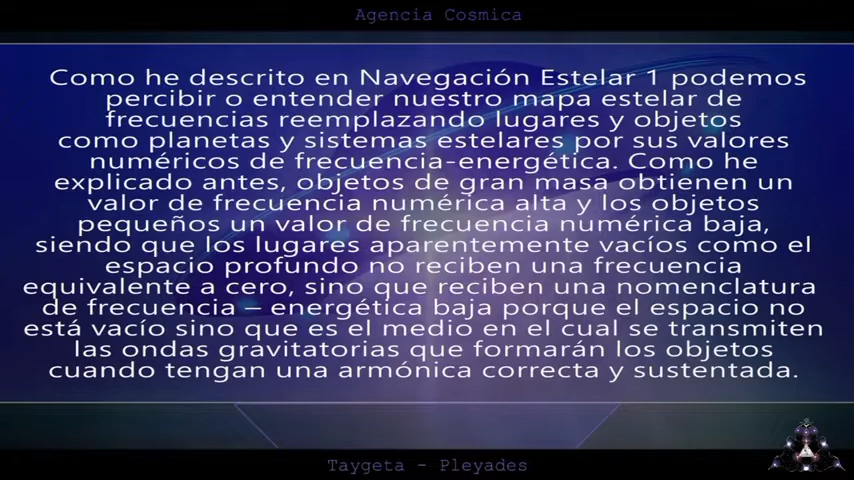 Agencia Cosmica
Como he descrito en Navegación Estelar 1 podemos
percibir o entender nuestro mapa estelar de
frecuencias reemplazando lugares y objetos
como planetas y sistemas estelares por sus valores
numéricos de frecuencia-energética. Como he
explicado antes, objetos de gran masa obtienen un
valor de frecuencia numérica alta y los objetos
pequeños un valor de frecuencia numérica baja,
siendo que los lugares aparentemente vacíos como el
espacio profundo no reciben una frecuencia
equivalente a cero, sino que reciben una nomenclatura
de frecuencia – energética baja porque el espacio no
está vacío sino que es el medio en el cual se transmiten
las ondas gravitatorias que formarán los objetos
cuando tengan una armónica correcta y sustentada.
Taygeta - Pleyades